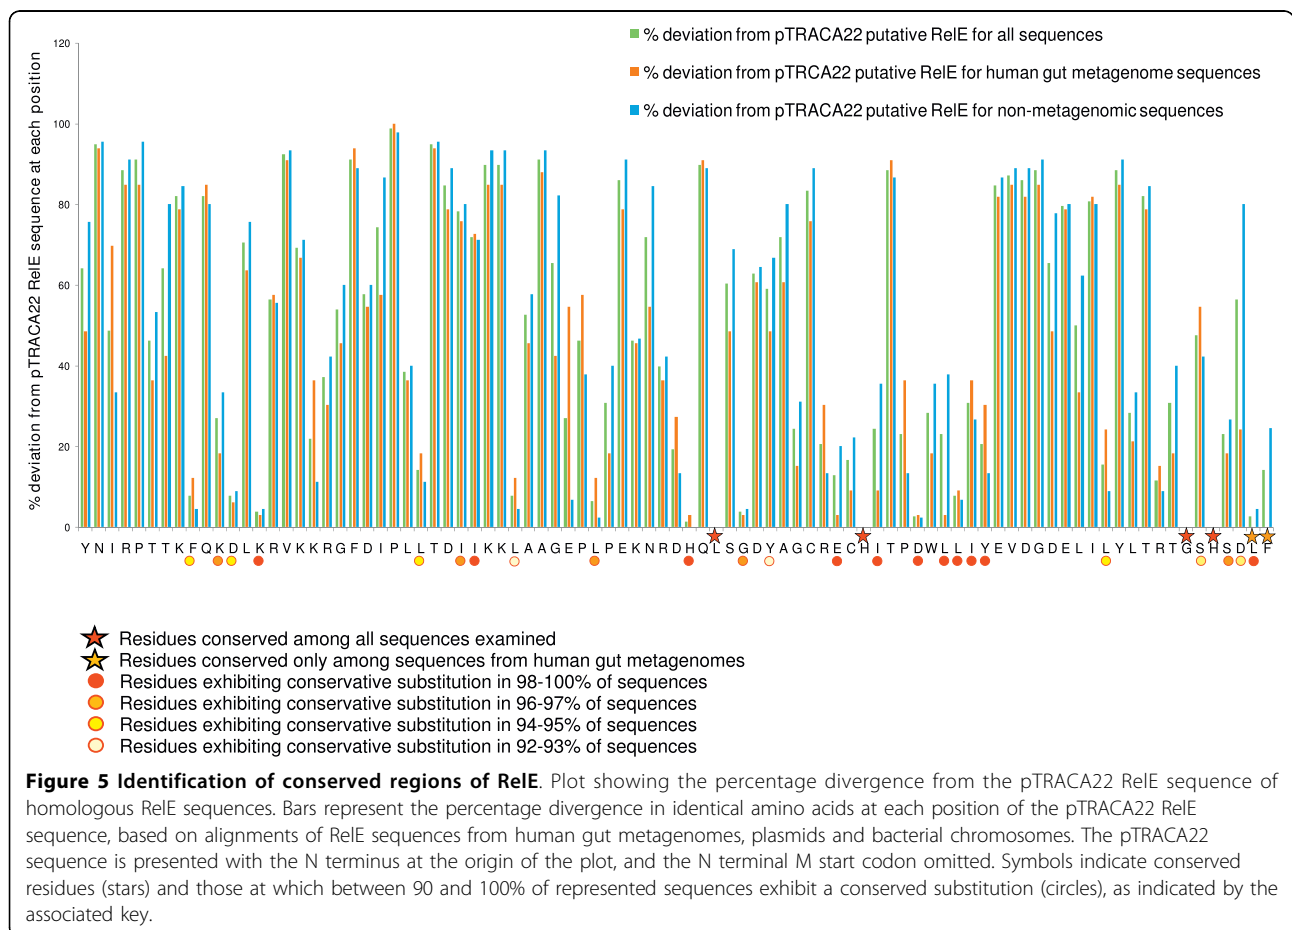 % deviation from pTRACA22 RelE sequence at each position
120
100
80
60
40
20
0
% deviation from pTRACA22 putative RelE for all sequences
% deviation from pTRCA22 putative RelE for human gut metagenome sequences
% deviation from pTRACA22 putative RelE for non-metagenomic sequences
Y N I R P T T K F Q K D L K R V K K R G F D I P L L T D I I K K L A A G E P L P E K N R D H Q L S G D Y A G C R E C H I T P D W L L I Y E V D G D E L I L Y L T R T G S H S D L F
Residues conserved among all sequences examined
Residues conserved only among sequences from human gut metagenomes
Residues exhibiting conservative substitution in 98-100% of sequences
Residues exhibiting conservative substitution in 96-97% of sequences
Residues exhibiting conservative substitution in 94-95% of sequences
Residues exhibiting conservative substitution in 92-93% of sequences
Figure 5 Identification of conserved regions of RelE. Plot showing the percentage divergence from the pTRACA22 RelE sequence of
homologous RelE sequences. Bars represent the percentage divergence in identical amino acids at each position of the pTRACA22 RelE
sequence, based on alignments of RelE sequences from human gut metagenomes, plasmids and bacterial chromosomes. The pTRACA22
sequence is presented with the N terminus at the origin of the plot, and the N terminal M start codon omitted. Symbols indicate conserved
residues (stars) and those at which between 90 and 100% of represented sequences exhibit a conserved substitution (circles), as indicated by the
associated key.